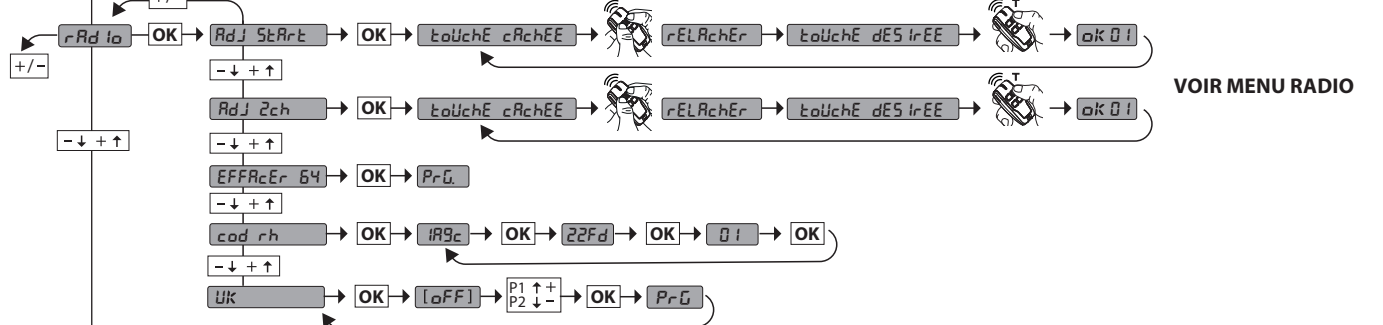 rAd io OK AdJ StArt OK toUchE cAchEE rELAchEr toUchE dES irEE T ok 01
+/-
- ↓ + ↑
VOIR MENU RADIO
AdJ 2ch OK toUchE cAchEE rELAchEr toUchE dES irEE T ok 01
- ↓ + ↑
- ↓ + ↑
EFFAcEr 64 OK PrG.
- ↓ + ↑
cod rh OK 1A9c OK 22Fd OK 01 OK
- ↓ + ↑
UK OK [oFF] P1 ↑ + OK PrG
P2 ↓ -